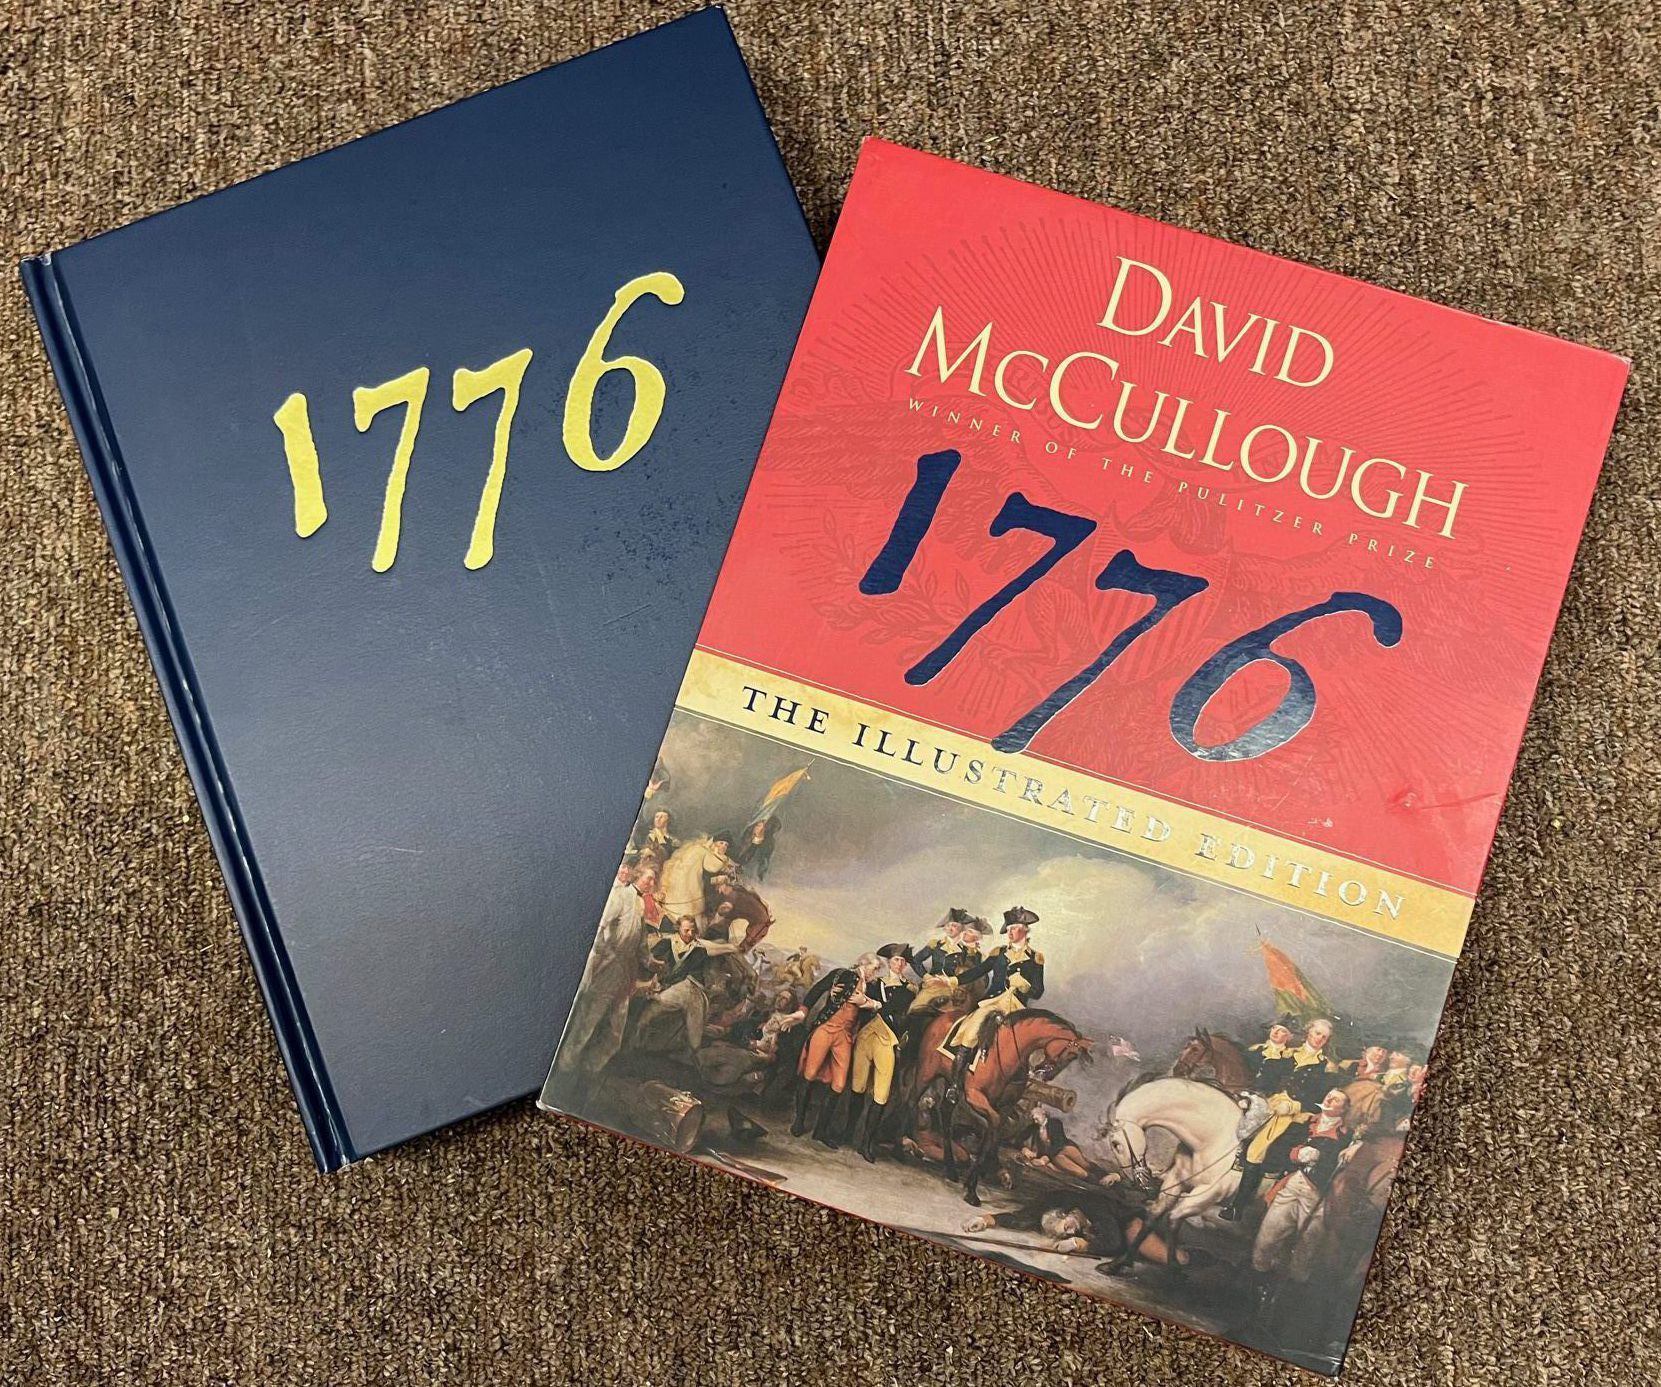 1776
DAVID
MCCULLOUGH
WINNER OF THE PULITZER PRIZE
1776
THE ILLUSTRATED EDITION